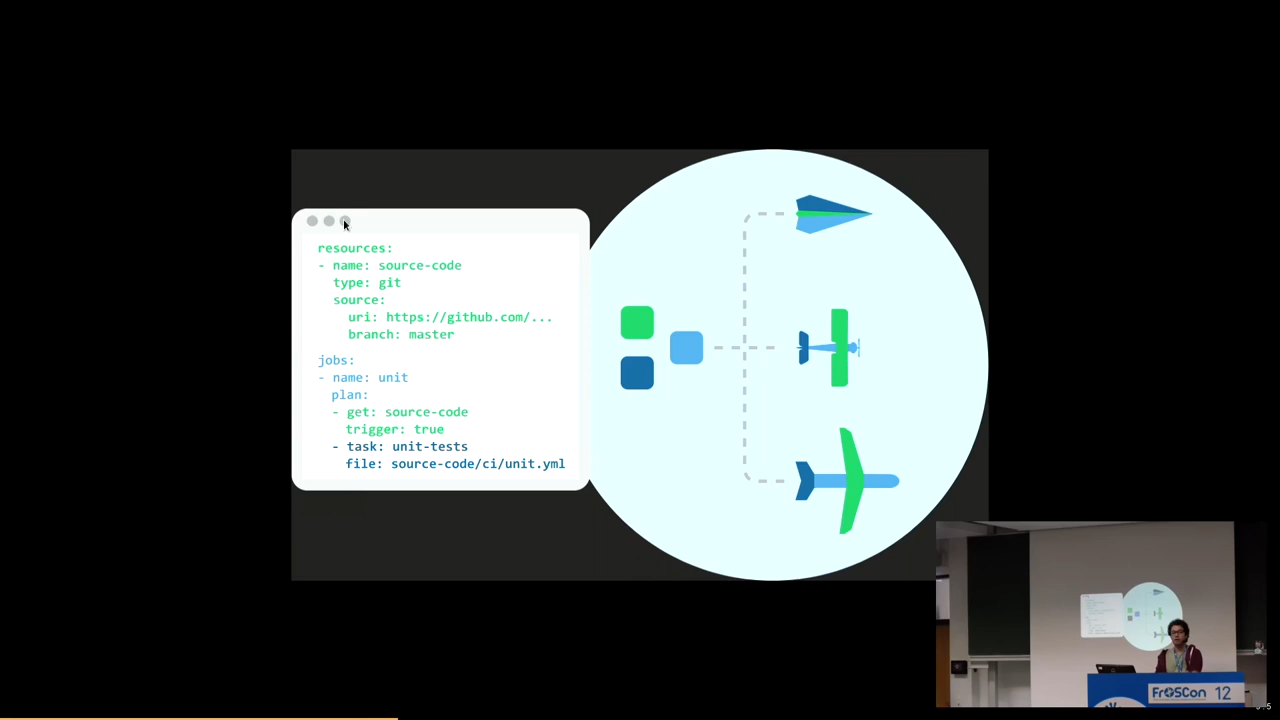 resources:
- name: source-code
type: git
source:
uri: https://github.com/...
branch: master
jobs:
- name: unit
plan:
- get: source-code
trigger: true
- task: unit-tests
file: source-code/ci/unit.yml
FrOSCon 12